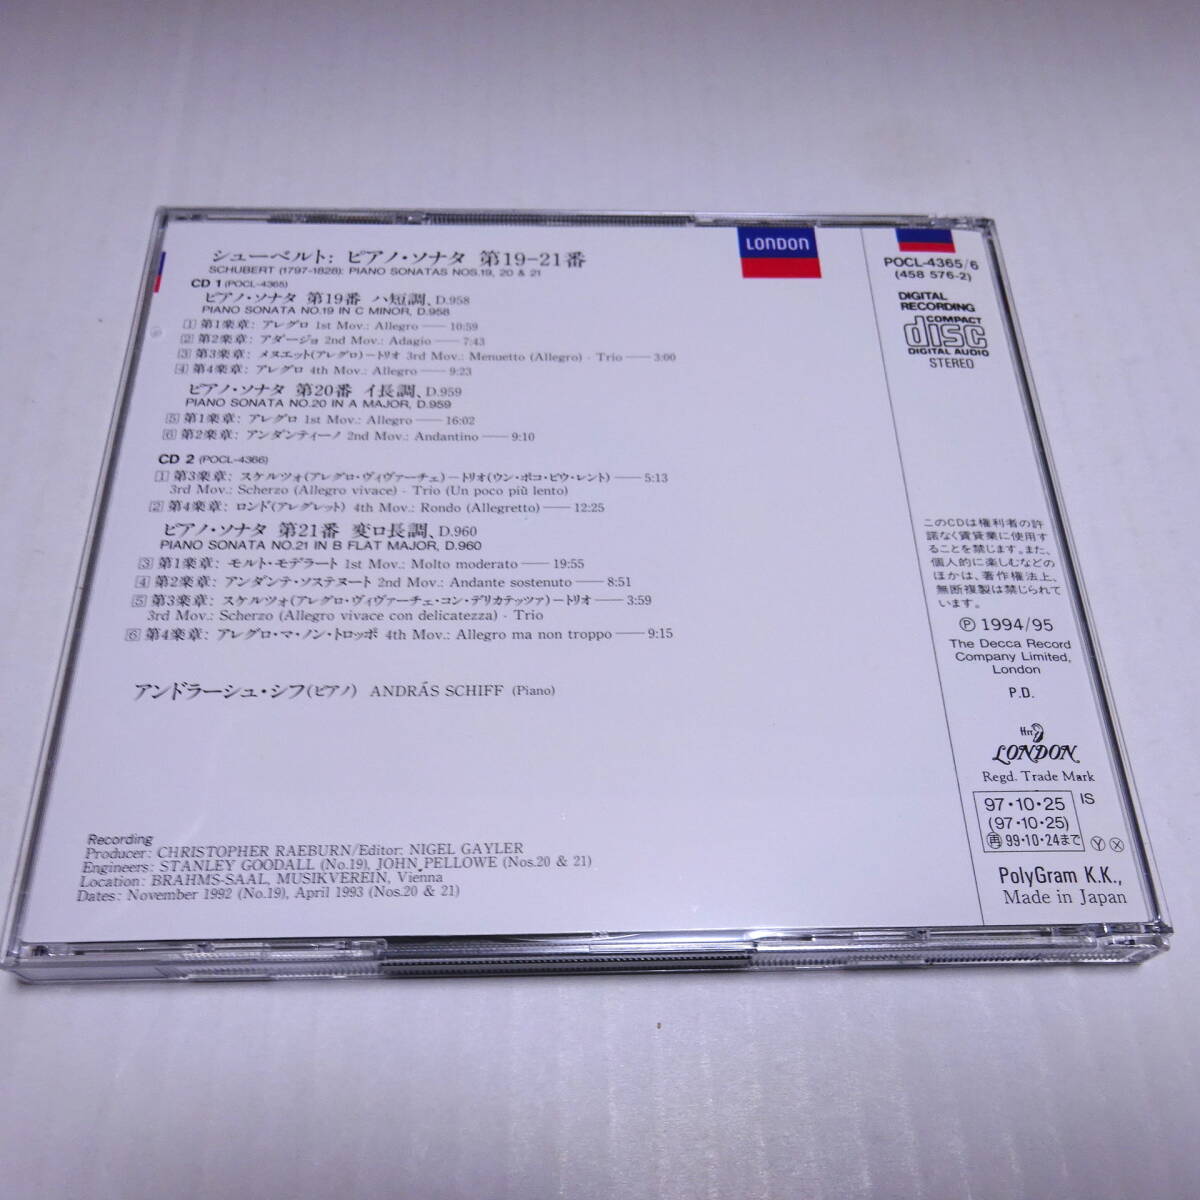 シューベルト: ピアノ・ソナタ 第19-21番
SCHUBERT (1797-1828): PIANO SONATAS NOS.19, 20 & 21
CD 1 (POCL-4365)
ピアノ・ソナタ 第19番 ハ短調、D.958
PIANO SONATA NO.19 IN C MINOR, D.958
1 第1楽章: アレグロ 1st Mov.: Allegro —— 10:59
2 第2楽章: アダージョ 2nd Mov.: Adagio —— 7:43
3 第3楽章: メヌエット(アレグロ)－トリオ 3rd Mov.: Menuetto (Allegro) - Trio —— 3:00
4 第4楽章: アレグロ 4th Mov.: Allegro —— 9:23
ピアノ・ソナタ 第20番 イ長調、D.959
PIANO SONATA NO.20 IN A MAJOR, D.959
5 第1楽章: アレグロ 1st Mov.: Allegro —— 16:02
6 第2楽章: アンダンティーノ 2nd Mov.: Andantino —— 9:10
CD 2 (POCL-4366)
1 第3楽章: スケルツォ(アレグロ・ヴィヴァーチェ)－トリオ(ウン・ポコ・ピウ・レント) —— 5:13
3rd Mov.: Scherzo (Allegro vivace) - Trio (Un poco più lento)
2 第4楽章: ロンド(アレグレット) 4th Mov.: Rondo (Allegretto) —— 12:25
ピアノ・ソナタ 第21番 変ロ長調、D.960
PIANO SONATA NO.21 IN B FLAT MAJOR, D.960
3 第1楽章: モルト・モデラート 1st Mov.: Molto moderato —— 19:55
4 第2楽章: アンダンテ・ソステヌート 2nd Mov.: Andante sostenuto —— 8:51
5 第3楽章: スケルツォ(アレグロ・ヴィヴァーチェ・コン・デリカテッツァ)－トリオ —— 3:59
3rd Mov.: Scherzo (Allegro vivace con delicatezza) - Trio
6 第4楽章: アレグロ・マ・ノン・トロッポ 4th Mov.: Allegro ma non troppo —— 9:15
アンドラーシュ・シフ(ピアノ) ANDRÁS SCHIFF (Piano)
Recording
Producer: CHRISTOPHER RAEBURN/Editor: NIGEL GAYLER
Engineers: STANLEY GOODALL (No.19), JOHN PELLOWE (Nos.20 & 21)
Location: BRAHMS-SAAL, MUSIKVEREIN, Vienna
Dates: November 1992 (No.19), April 1993 (Nos.20 & 21)
LONDON
POCL-4365/6
(458 576-2)
DIGITAL
RECORDING
COMPACT
disc
DIGITAL AUDIO
STEREO
このCDは権利者の許
諾なく賃貸業に使用す
ることを禁じます。また、
個人的に楽しむなどの
ほかは、著作権法上、
無断複製は禁じられて
います。
Ⓟ 1994/95
The Decca Record
Company Limited,
London
P.D.
ffrr
LONDON
Regd. Trade Mark
97・10・25 IS
(97・10・25)
再 99・10・24まで Ⓨ Ⓧ
PolyGram K.K.,
Made in Japan